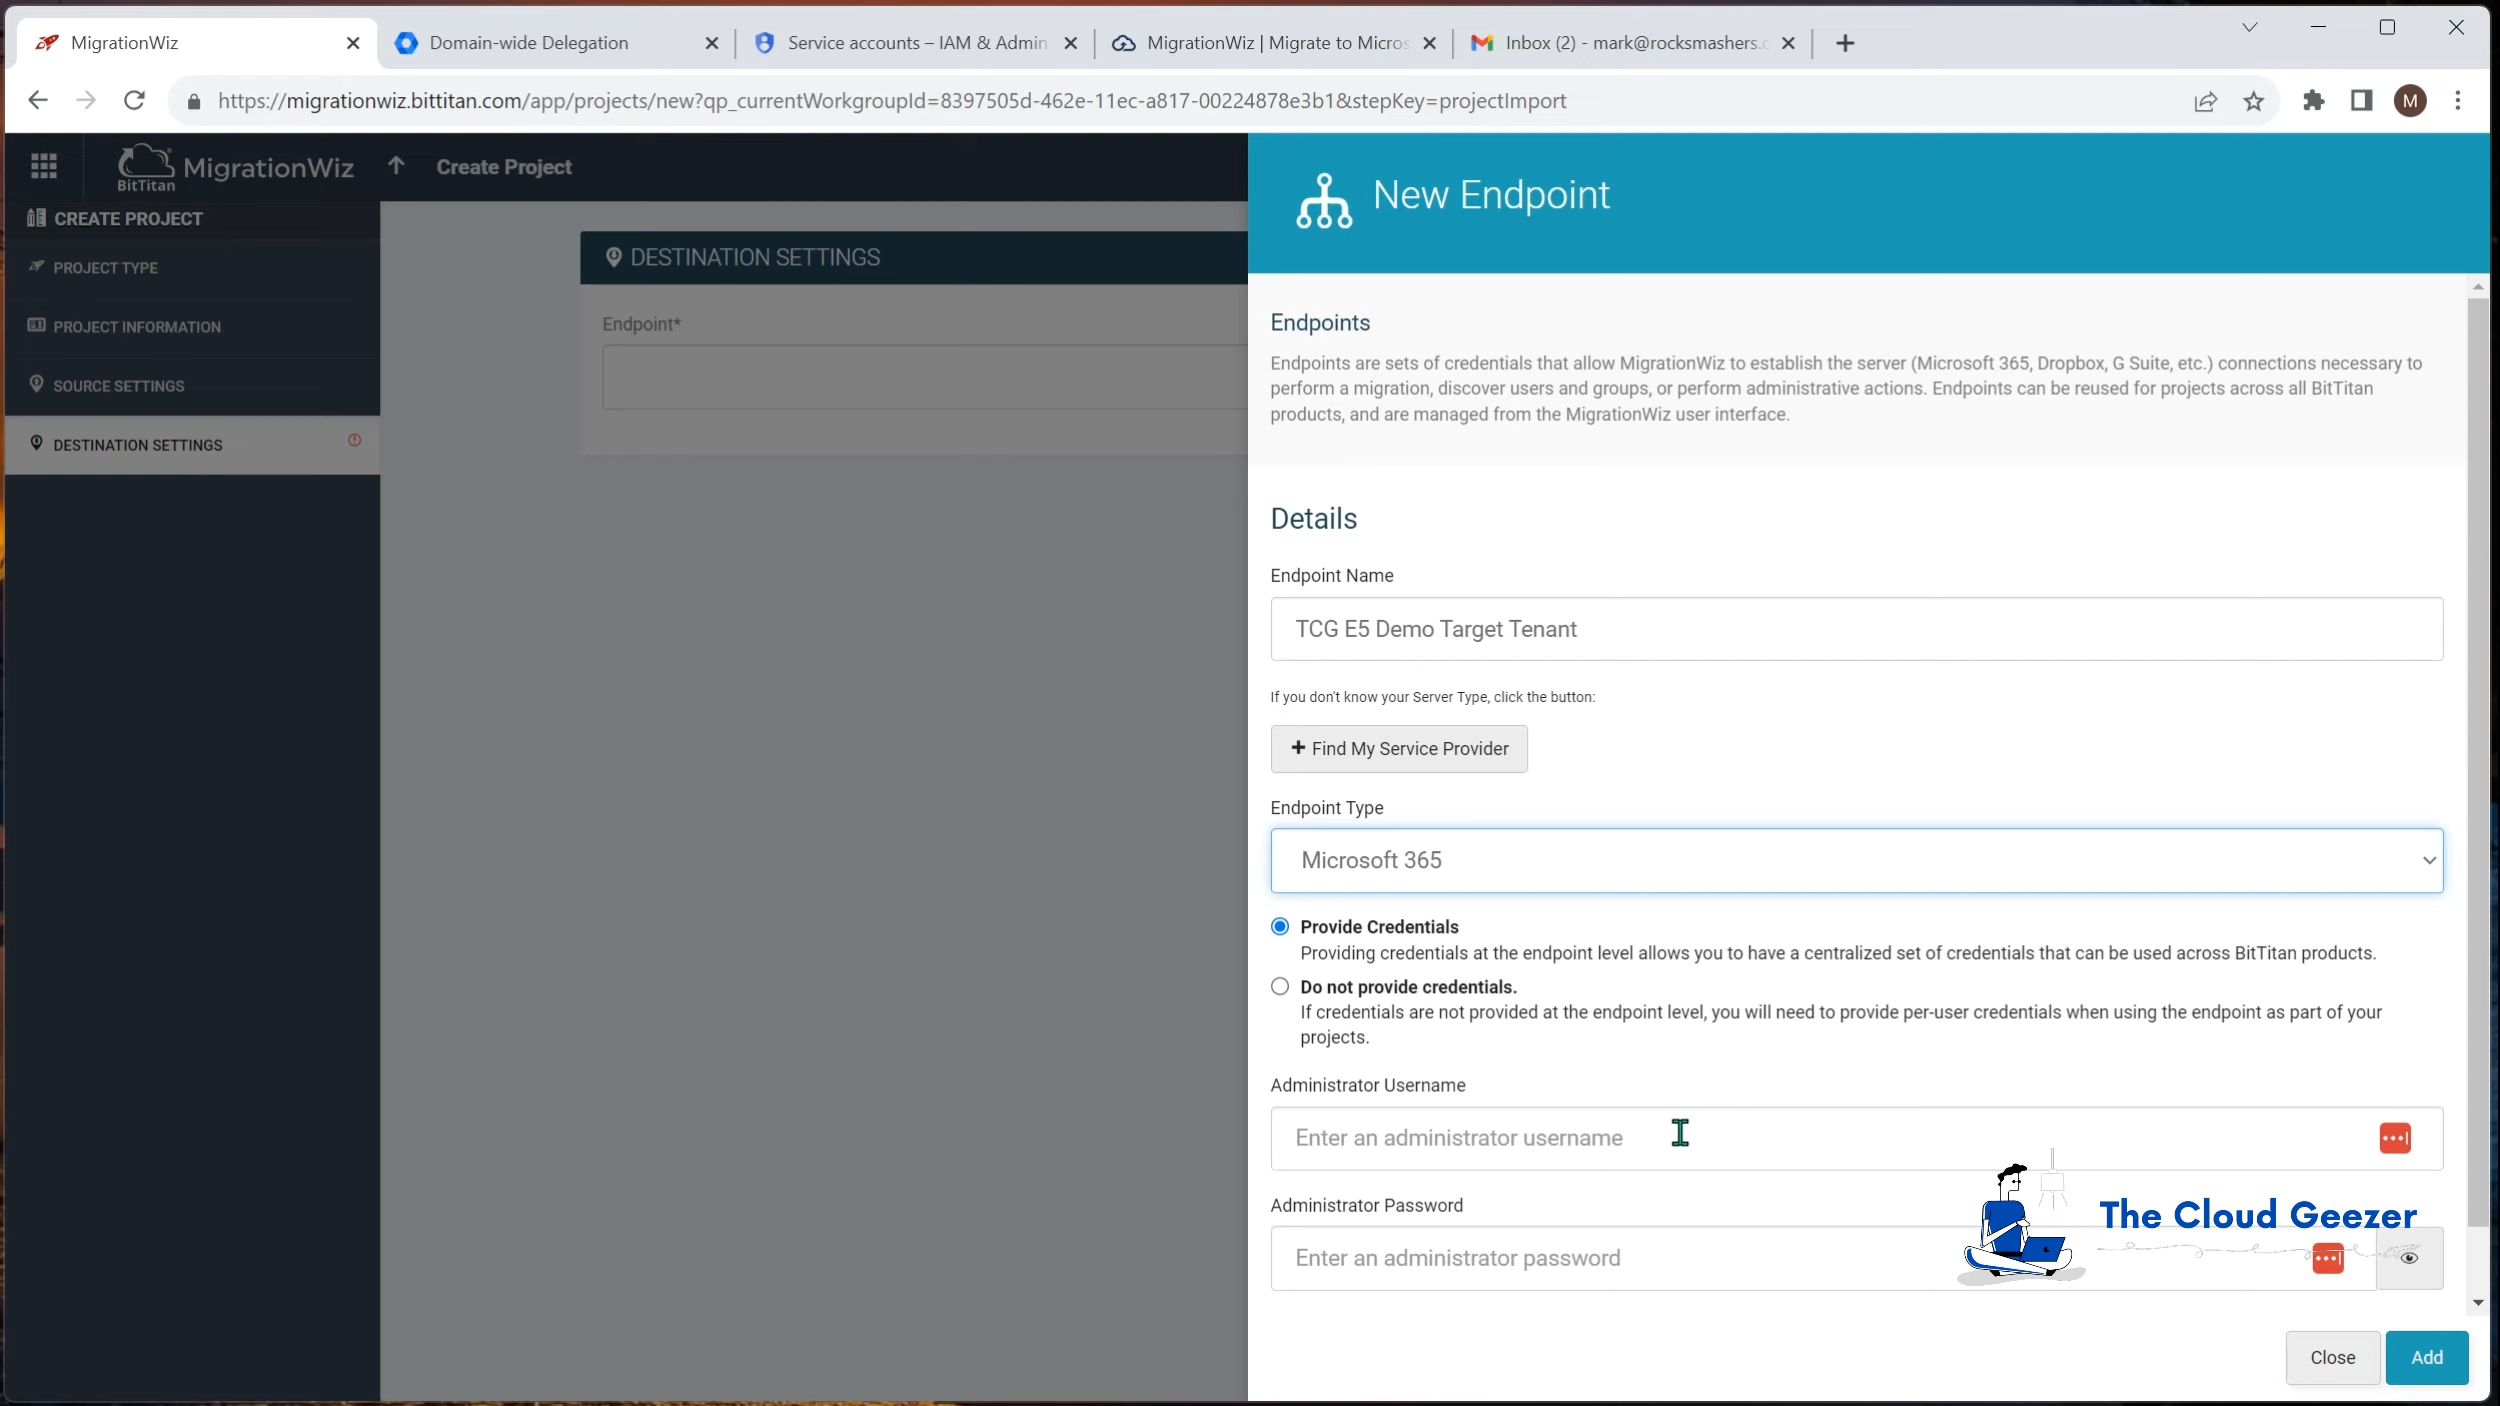 MigrationWiz
Domain-wide Delegation
Service accounts – IAM & Admin
MigrationWiz | Migrate to Micros
Inbox (2) - mark@rocksmashers.
https://migrationwiz.bittitan.com/app/projects/new?qp_currentWorkgroupId=8397505d-462e-11ec-a817-00224878e3b1&stepKey=projectImport
M
BitTitan
MigrationWiz
Create Project
New Endpoint
CREATE PROJECT
PROJECT TYPE
PROJECT INFORMATION
SOURCE SETTINGS
DESTINATION SETTINGS
DESTINATION SETTINGS
Endpoint*
Endpoints
Endpoints are sets of credentials that allow MigrationWiz to establish the server (Microsoft 365, Dropbox, G Suite, etc.) connections necessary to
perform a migration, discover users and groups, or perform administrative actions. Endpoints can be reused for projects across all BitTitan
products, and are managed from the MigrationWiz user interface.
Details
Endpoint Name
TCG E5 Demo Target Tenant
If you don't know your Server Type, click the button:
+ Find My Service Provider
Endpoint Type
Microsoft 365
Provide Credentials
Providing credentials at the endpoint level allows you to have a centralized set of credentials that can be used across BitTitan products.
Do not provide credentials.
If credentials are not provided at the endpoint level, you will need to provide per-user credentials when using the endpoint as part of your
projects.
Administrator Username
Enter an administrator username
Administrator Password
Enter an administrator password
The Cloud Geezer
Close
Add